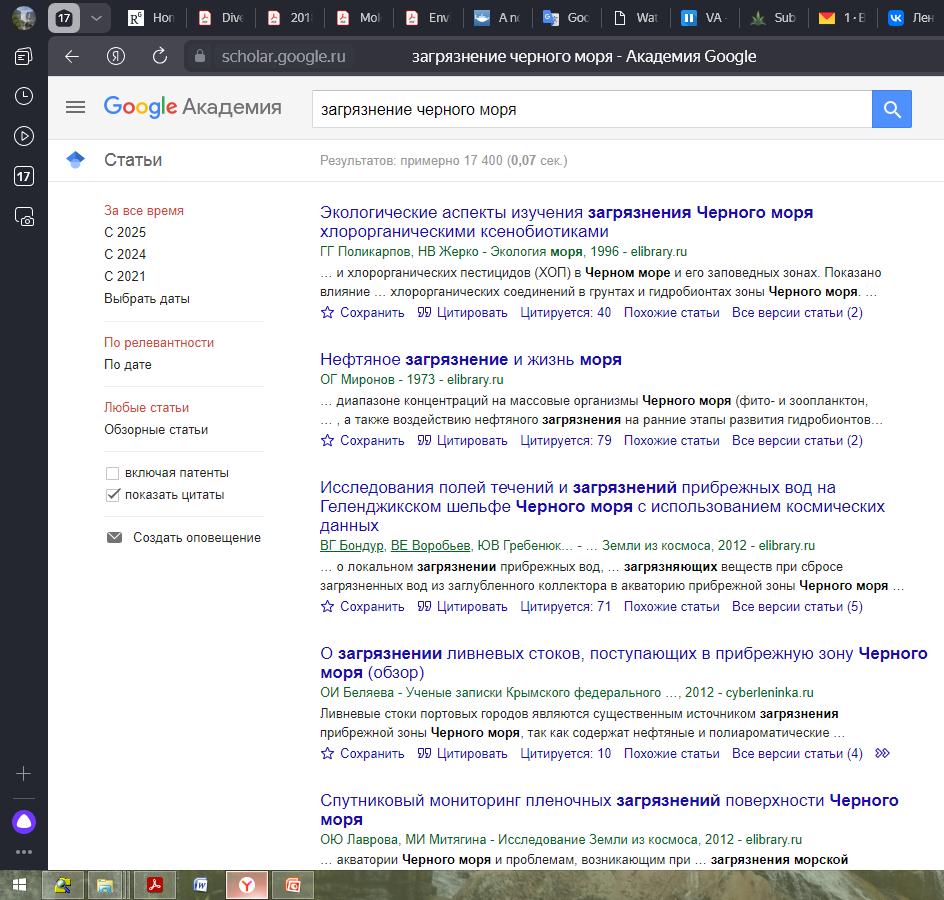 17
Hon
Dive
201
Mol
Env
A no
Goo
Wat
VA
Sub
1 · В
Лен
scholar.google.ru
загрязнение черного моря - Академия Google
Google Академия
загрязнение черного моря
Статьи
Результатов: примерно 17 400 (0,07 сек.)
17
За все время
С 2025
С 2024
С 2021
Выбрать даты
По релевантности
По дате
Любые статьи
Обзорные статьи
включая патенты
показать цитаты
Создать оповещение
Экологические аспекты изучения загрязнения Черного моря
хлорорганическими ксенобиотиками
ГГ Поликарпов, НВ Жерко - Экология моря, 1996 - elibrary.ru
… и хлорорганических пестицидов (ХОП) в Черном море и его заповедных зонах. Показано
влияние … хлорорганических соединений в грунтах и гидробионтах зоны Черного моря. …
Сохранить Цитировать Цитируется: 40 Похожие статьи Все версии статьи (2)
Нефтяное загрязнение и жизнь моря
ОГ Миронов - 1973 - elibrary.ru
… диапазоне концентраций на массовые организмы Черного моря (фито- и зоопланктон,
… , а также воздействию нефтяного загрязнения на ранние этапы развития гидробионтов…
Сохранить Цитировать Цитируется: 79 Похожие статьи Все версии статьи (2)
Исследования полей течений и загрязнений прибрежных вод на
Геленджикском шельфе Черного моря с использованием космических
данных
ВГ Бондур, ВЕ Воробьев, ЮВ Гребенюк… - … Земли из космоса, 2012 - elibrary.ru
… о локальном загрязнении прибрежных вод, … загрязняющих веществ при сбросе
загрязненных вод из заглубленного коллектора в акваторию прибрежной зоны Черного моря …
Сохранить Цитировать Цитируется: 71 Похожие статьи Все версии статьи (5)
О загрязнении ливневых стоков, поступающих в прибрежную зону Черного
моря (обзор)
ОИ Беляева - Ученые записки Крымского федерального …, 2012 - cyberleninka.ru
Ливневые стоки портовых городов являются существенным источником загрязнения
прибрежной зоны Черного моря, так как содержат нефтяные и полиароматические …
Сохранить Цитировать Цитируется: 10 Похожие статьи Все версии статьи (4)
Спутниковый мониторинг пленочных загрязнений поверхности Черного
моря
ОЮ Лаврова, МИ Митягина - Исследование Земли из космоса, 2012 - elibrary.ru
… акватории Черного моря и проблемам, возникающим при … загрязнения морской